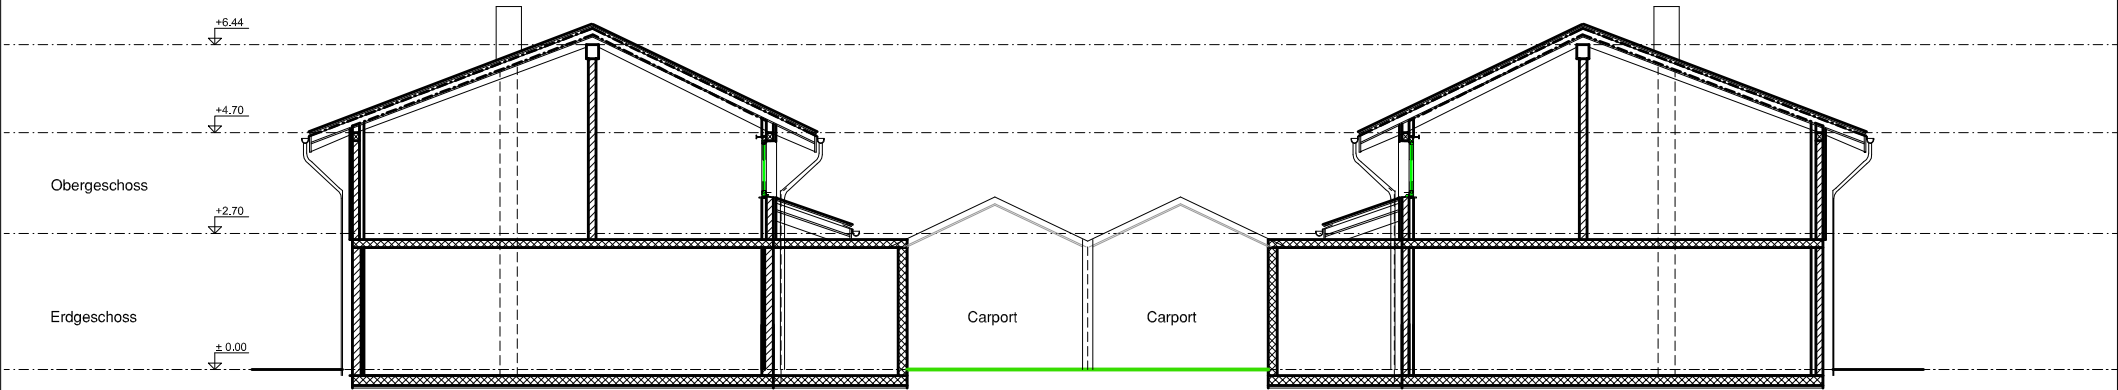 +6.44
+4.70
Obergeschoss
+2.70
Erdgeschoss
Carport
Carport
± 0.00